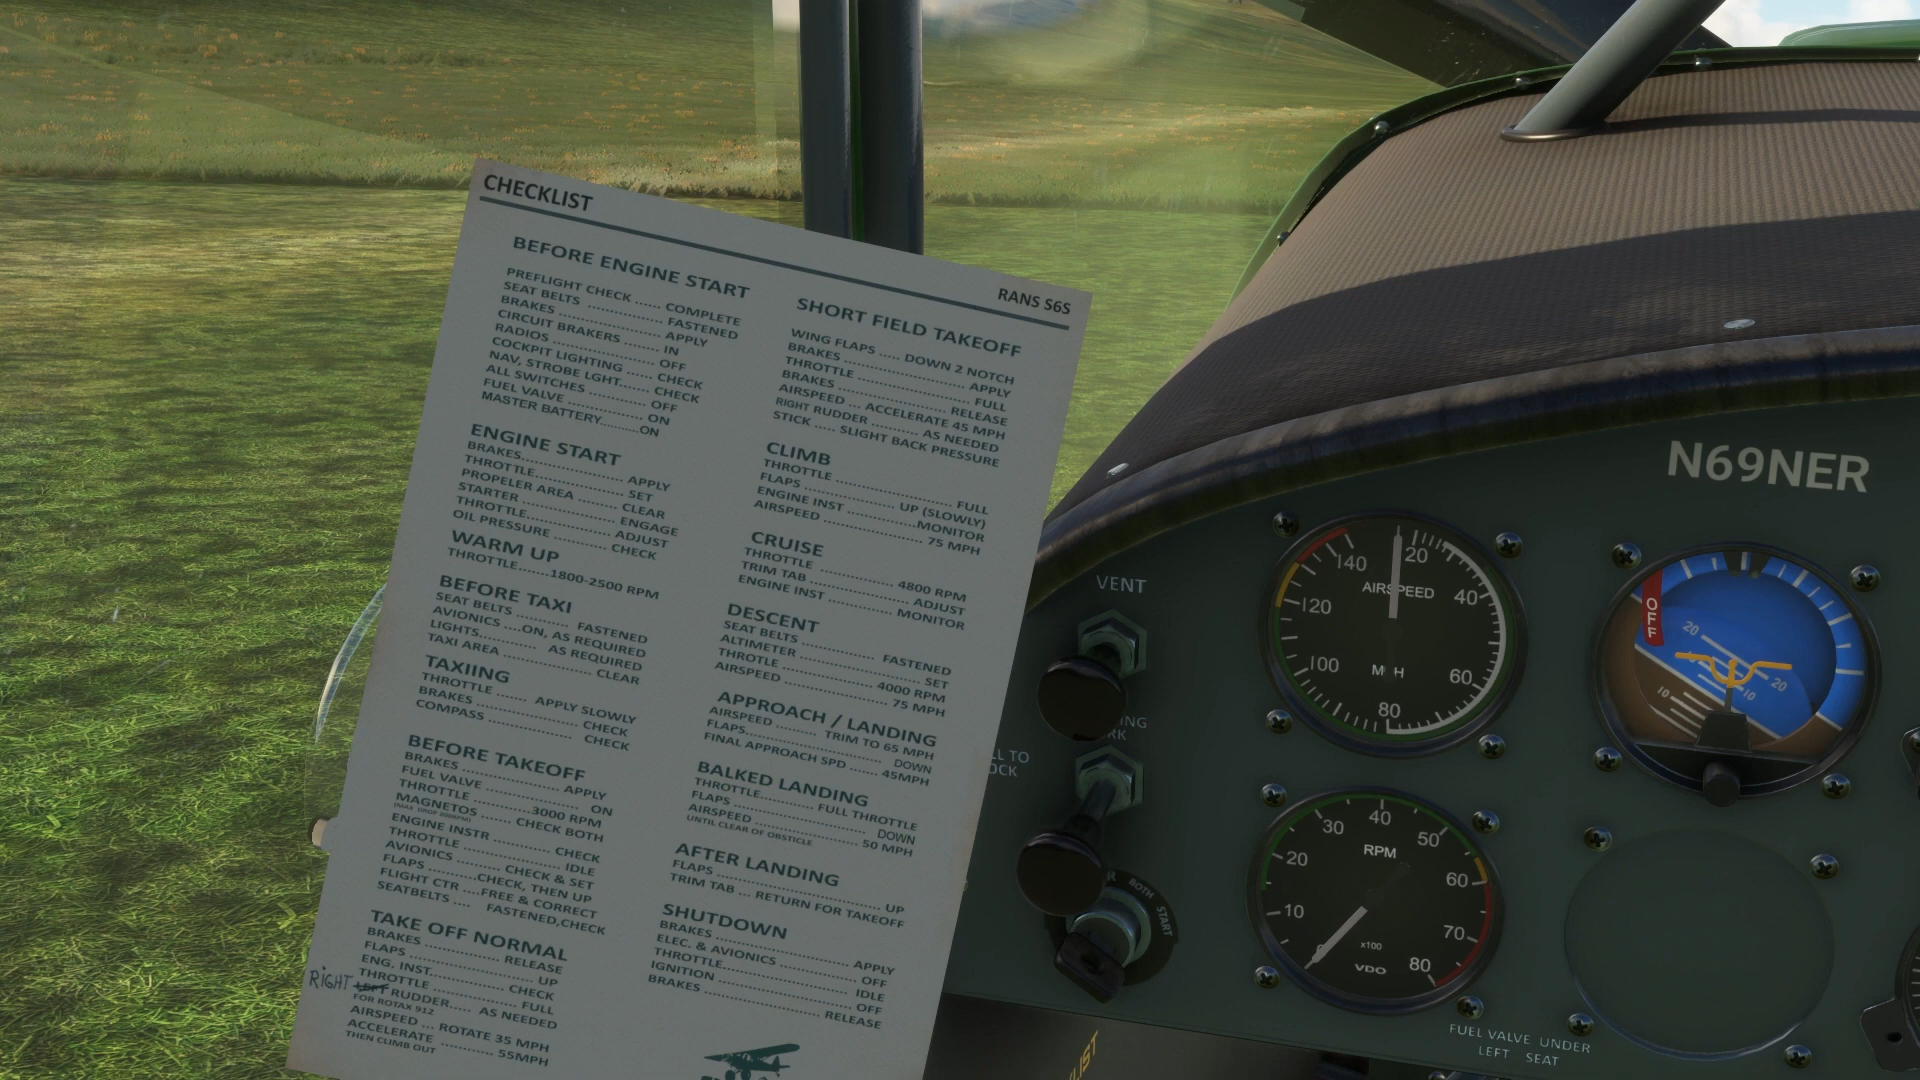 CHECKLIST
RANS S6S
BEFORE ENGINE START
PREFLIGHT CHECK ...... COMPLETE
SEAT BELTS .................. FASTENED
BRAKES ........................ APPLY
CIRCUIT BRAKERS ...... IN
RADIOS ........................ OFF
COCKPIT LIGHTING ...... CHECK
NAV, STROBE LGHT....... CHECK
ALL SWITCHES ............. OFF
FUEL VALVE ................ ON
MASTER BATTERY..........ON
ENGINE START
BRAKES......................... APPLY
THROTTLE..................... SET
PROPELER AREA ........... CLEAR
STARTER ...................... ENGAGE
THROTTLE.................... ADJUST
OIL PRESSURE ............ CHECK
WARM UP
THROTTLE.......1800-2500 RPM
BEFORE TAXI
SEAT BELTS ............ FASTENED
AVIONICS ....ON, AS REQUIRED
LIGHTS............ AS REQUIRED
TAXI AREA .................. CLEAR
TAXIING
THROTTLE ....... APPLY SLOWLY
BRAKES ...................... CHECK
COMPASS .................. CHECK
BEFORE TAKEOFF
BRAKES ..................... APPLY
FUEL VALVE ................ ON
THROTTLE ............3000 RPM
MAGNETOS ....... CHECK BOTH
ENGINE INSTR ........... CHECK
THROTTLE .................. IDLE
AVIONICS .......... CHECK & SET
FLAPS ..........CHECK, THEN UP
FLIGHT CTR ....FREE & CORRECT
SEATBELTS .... FASTENED,CHECK
TAKE OFF NORMAL
BRAKES .................. RELEASE
FLAPS ......................... UP
ENG. INST................. CHECK
THROTTLE .................. FULL
RIGHT LEFT RUDDER..... AS NEEDED
FOR ROTAX 912
AIRSPEED ... ROTATE 35 MPH
ACCELERATE ............ 55MPH
THEN CLIMB OUT
SHORT FIELD TAKEOFF
WING FLAPS ..... DOWN 2 NOTCH
BRAKES ........................ APPLY
THROTTLE ..................... FULL
BRAKES ........................ RELEASE
AIRSPEED ... ACCELERATE 45 MPH
RIGHT RUDDER .......... AS NEEDED
STICK ..... SLIGHT BACK PRESSURE
CLIMB
THROTTLE ........................ FULL
FLAPS ...................... UP (SLOWLY)
ENGINE INST ..............MONITOR
AIRSPEED ..................... 75 MPH
CRUISE
THROTTLE ................ 4800 RPM
TRIM TAB ................... ADJUST
ENGINE INST .............. MONITOR
DESCENT
SEAT BELTS ................ FASTENED
ALTIMETER ................... SET
THROTLE .................. 4000 RPM
AIRSPEED .................. 75 MPH
APPROACH / LANDING
AIRSPEED ......... TRIM TO 65 MPH
FLAPS.......................... DOWN
FINAL APPROACH SPD ...... 45MPH
BALKED LANDING
THROTTLE........... FULL THROTTLE
FLAPS ......................... DOWN
AIRSPEED .................... 50 MPH
UNTIL CLEAR OF OBSTICLE
AFTER LANDING
FLAPS .......................... UP
TRIM TAB ... RETURN FOR TAKEOFF
SHUTDOWN
BRAKES ........................ APPLY
ELEC. & AVIONICS ............. OFF
THROTTLE..................... IDLE
IGNITION ...................... OFF
BRAKES ..................... RELEASE
N69NER
VENT
LL TO
OCK
ING
RK
R BOTH START
20 40 60 80 100 120 140
AIRSPEED
OFF
20 20
10 10
10 20 30 40 50 60 70 80
RPM
x100
VDO
FUEL VALVE UNDER
LEFT SEAT
LIST